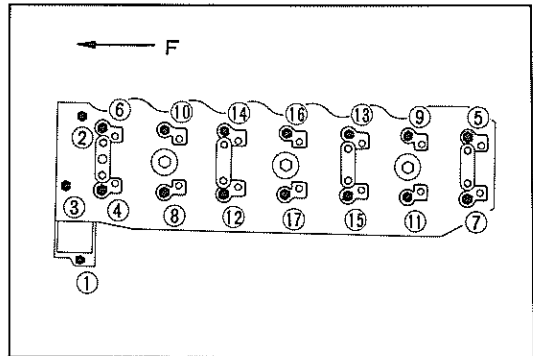 F
⑥ ⑩ ⑭ ⑯ ⑬ ⑨ ⑤
②
③ ④ ⑧ ⑫ ⑰ ⑮ ⑪ ⑦
①